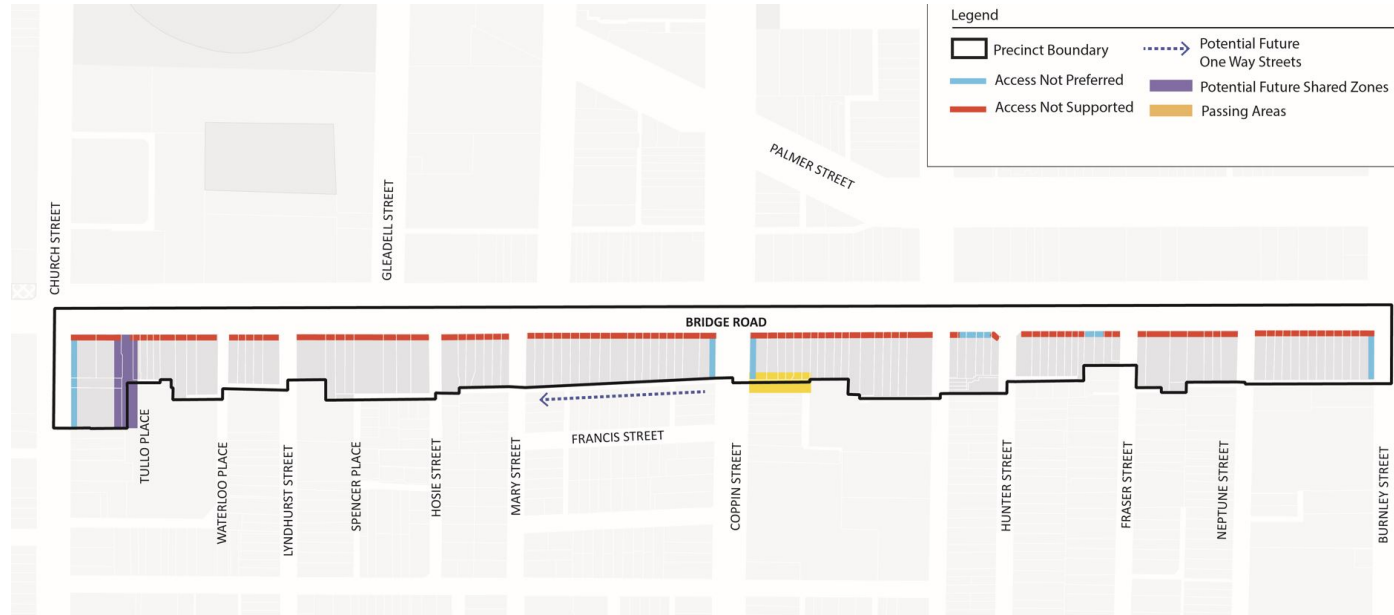 Legend
Precinct Boundary
Access Not Preferred
Access Not Supported
Potential Future
One Way Streets
Potential Future Shared Zones
Passing Areas
PALMER STREET
CHURCH STREET
GLEADELL STREET
BRIDGE ROAD
FRANCIS STREET
TULLO PLACE
WATERLOO PLACE
LYNDHURST STREET
SPENCER PLACE
HOSIE STREET
MARY STREET
COPPIN STREET
HUNTER STREET
FRASER STREET
NEPTUNE STREET
BURNLEY STREET